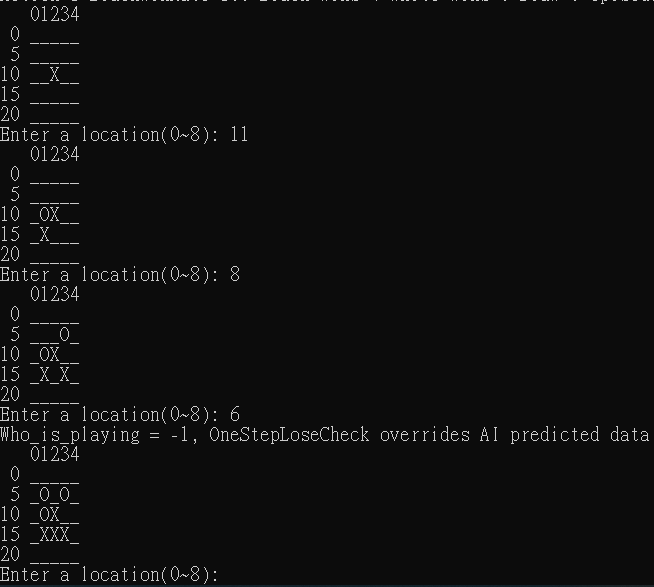 01234
0 _____
5 _____
10 __X__
15 _____
20 _____
Enter a location(0~8): 11
01234
0 _____
5 _____
10 _OX__
15 _X___
20 _____
Enter a location(0~8): 8
01234
0 _____
5 ___O_
10 _OX__
15 _X_X_
20 _____
Enter a location(0~8): 6
Who_is_playing = -1, OneStepLoseCheck overrides AI predicted data
01234
0 _____
5 _O_O_
10 _OX__
15 _XXX_
20 _____
Enter a location(0~8):